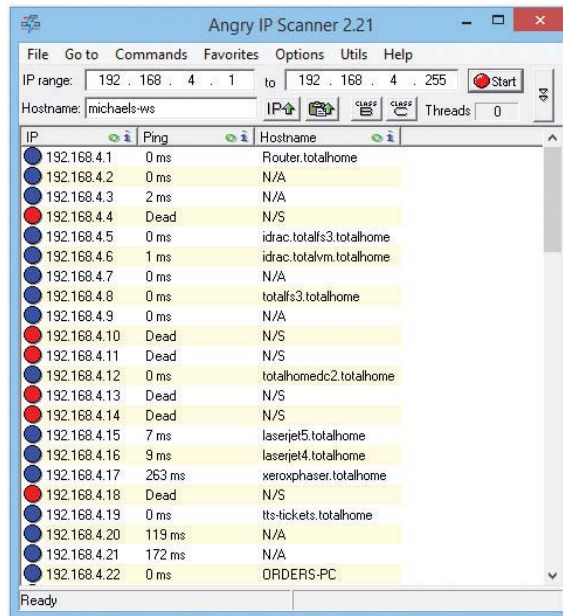 Angry IP Scanner 2.21
File Go to Commands Favorites Options Utils Help
IP range: 192 . 168 . 4 . 1 to 192 . 168 . 4 . 255 Start
Hostname: michaels-ws IP CLASS CLASS Threads 0
IP Ping Hostname
192.168.4.1 0 ms Router.totalhome
192.168.4.2 0 ms N/A
192.168.4.3 2 ms N/A
192.168.4.4 Dead N/S
192.168.4.5 0 ms idrac.totalfs3.totalhome
192.168.4.6 1 ms idrac.totalvm.totalhome
192.168.4.7 0 ms N/A
192.168.4.8 0 ms totalfs3.totalhome
192.168.4.9 0 ms N/A
192.168.4.10 Dead N/S
192.168.4.11 Dead N/S
192.168.4.12 0 ms totalhomedc2.totalhome
192.168.4.13 Dead N/S
192.168.4.14 Dead N/S
192.168.4.15 7 ms laserjet5.totalhome
192.168.4.16 9 ms laserjet4.totalhome
192.168.4.17 263 ms xeroxphaser.totalhome
192.168.4.18 Dead N/S
192.168.4.19 0 ms tts-tickets.totalhome
192.168.4.20 119 ms N/A
192.168.4.21 172 ms N/A
192.168.4.22 0 ms ORDERS-PC
Ready